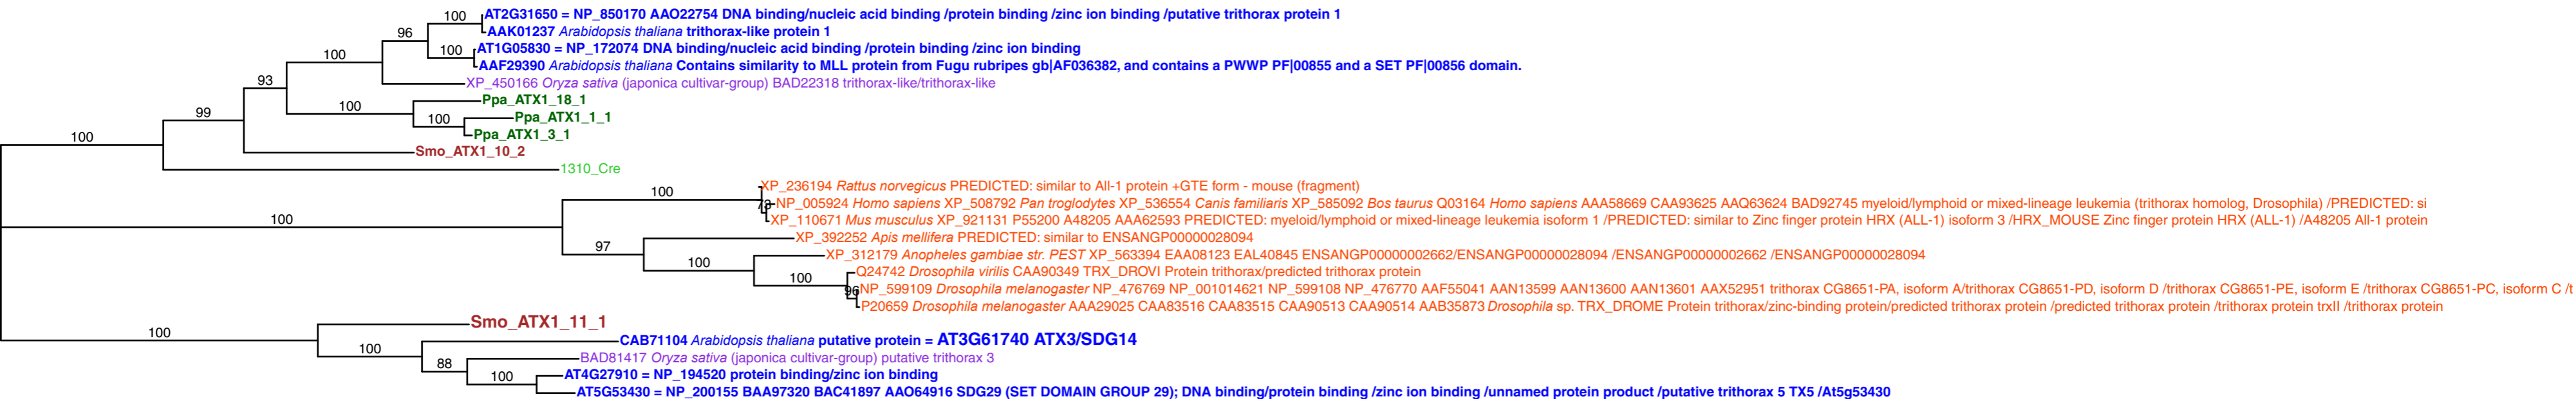 100 AT2G31650 = NP_850170 AAO22754 DNA binding/nucleic acid binding /protein binding /zinc ion binding /putative trithorax protein 1
96 AAK01237 Arabidopsis thaliana trithorax-like protein 1
100 100 AT1G05830 = NP_172074 DNA binding/nucleic acid binding /protein binding /zinc ion binding
AAF29390 Arabidopsis thaliana Contains similarity to MLL protein from Fugu rubripes gb|AF036382, and contains a PWWP PF|00855 and a SET PF|00856 domain.
93 XP_450166 Oryza sativa (japonica cultivar-group) BAD22318 trithorax-like/trithorax-like
100 Ppa_ATX1_18_1
99 100 Ppa_ATX1_1_1
100 Ppa_ATX1_3_1
Smo_ATX1_10_2
1310_Cre
100 XP_236194 Rattus norvegicus PREDICTED: similar to All-1 protein +GTE form - mouse (fragment)
NP_005924 Homo sapiens XP_508792 Pan troglodytes XP_536554 Canis familiaris XP_585092 Bos taurus Q03164 Homo sapiens AAA58669 CAA93625 AAQ63624 BAD92745 myeloid/lymphoid or mixed-lineage leukemia (trithorax homolog, Drosophila) /PREDICTED: si
100 XP_110671 Mus musculus XP_921131 P55200 A48205 AAA62593 PREDICTED: myeloid/lymphoid or mixed-lineage leukemia isoform 1 /PREDICTED: similar to Zinc finger protein HRX (ALL-1) isoform 3 /HRX_MOUSE Zinc finger protein HRX (ALL-1) /A48205 All-1 protein
XP_392252 Apis mellifera PREDICTED: similar to ENSANGP00000028094
97 XP_312179 Anopheles gambiae str. PEST XP_563394 EAA08123 EAL40845 ENSANGP00000002662/ENSANGP00000028094 /ENSANGP00000002662 /ENSANGP00000028094
100 Q24742 Drosophila virilis CAA90349 TRX_DROVI Protein trithorax/predicted trithorax protein
100 96 NP_599109 Drosophila melanogaster NP_476769 NP_001014621 NP_599108 NP_476770 AAF55041 AAN13599 AAN13600 AAN13601 AAX52951 trithorax CG8651-PA, isoform A/trithorax CG8651-PD, isoform D /trithorax CG8651-PE, isoform E /trithorax CG8651-PC, isoform C /t
P20659 Drosophila melanogaster AAA29025 CAA83516 CAA83515 CAA90513 CAA90514 AAB35873 Drosophila sp. TRX_DROME Protein trithorax/zinc-binding protein/predicted trithorax protein /predicted trithorax protein /trithorax protein trxII /trithorax protein
Smo_ATX1_11_1
100 CAB71104 Arabidopsis thaliana putative protein = AT3G61740 ATX3/SDG14
100 BAD81417 Oryza sativa (japonica cultivar-group) putative trithorax 3
88 AT4G27910 = NP_194520 protein binding/zinc ion binding
100 AT5G53430 = NP_200155 BAA97320 BAC41897 AAO64916 SDG29 (SET DOMAIN GROUP 29); DNA binding/protein binding /zinc ion binding /unnamed protein product /putative trithorax 5 TX5 /At5g53430